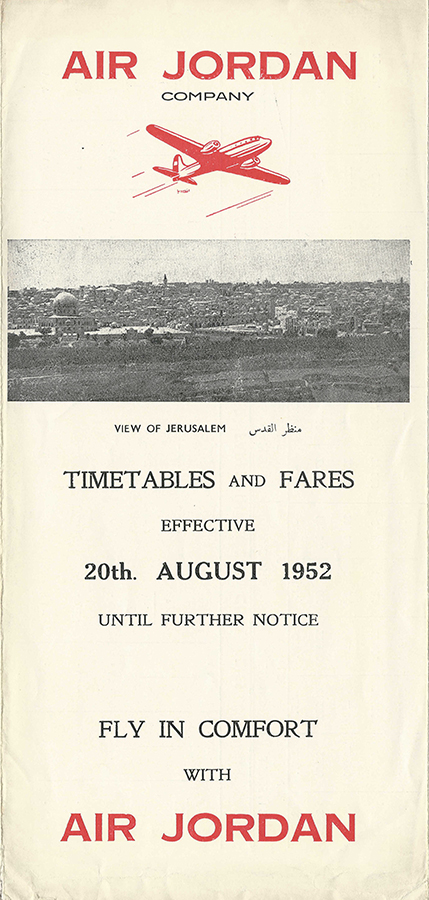 AIR JORDAN
COMPANY
VIEW OF JERUSALEM منظر القدس
TIMETABLES AND FARES
EFFECTIVE
20th. AUGUST 1952
UNTIL FURTHER NOTICE
FLY IN COMFORT
WITH
AIR JORDAN